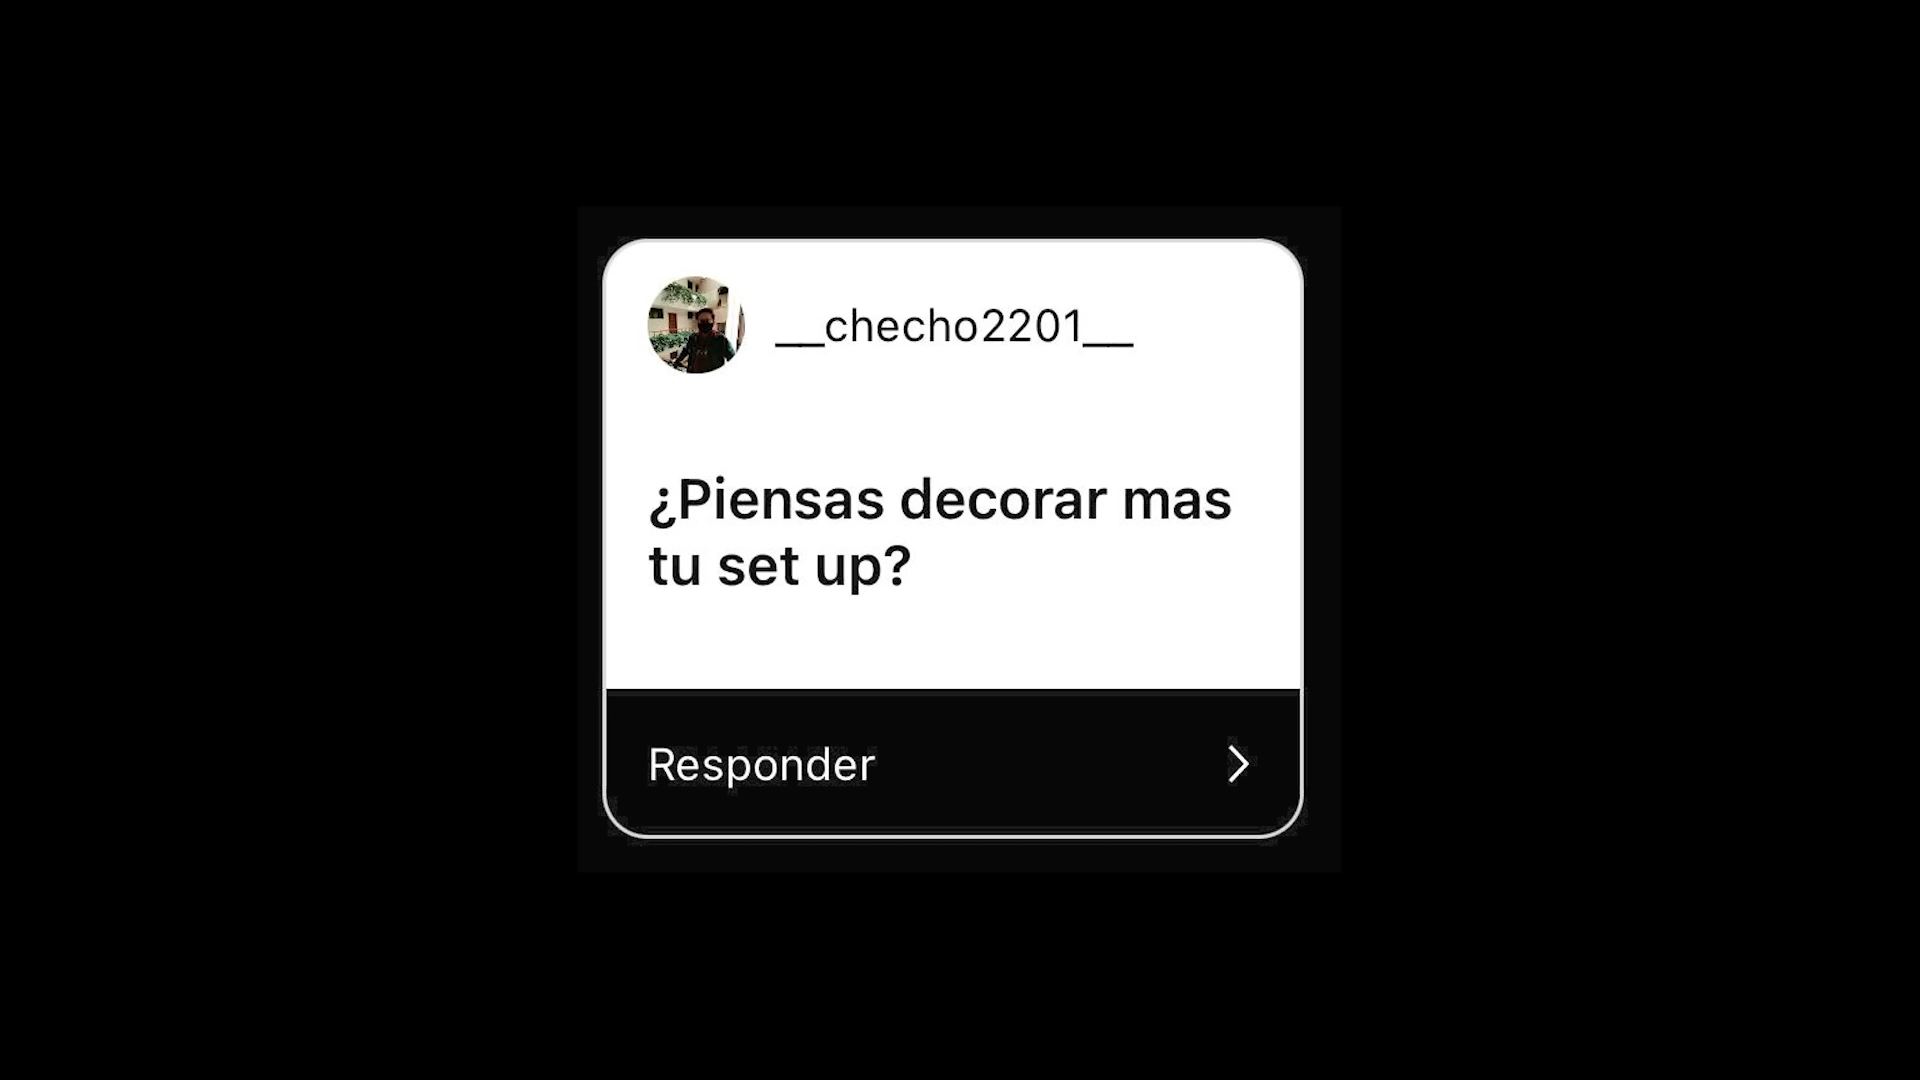 __checho2201__
¿Piensas decorar mas
tu set up?
Responder